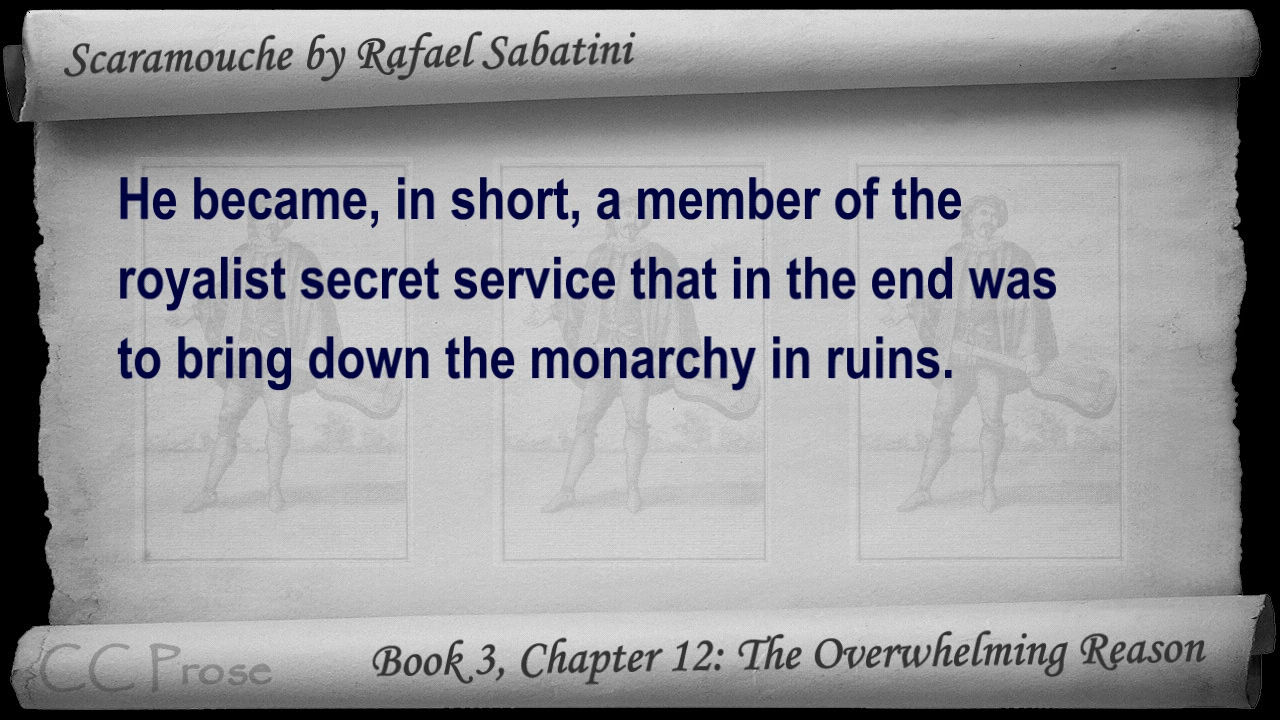 Scaramouche by Rafael Sabatini
He became, in short, a member of the
royalist secret service that in the end was
to bring down the monarchy in ruins.
CC Prose
Book 3, Chapter 12: The Overwhelming Reason